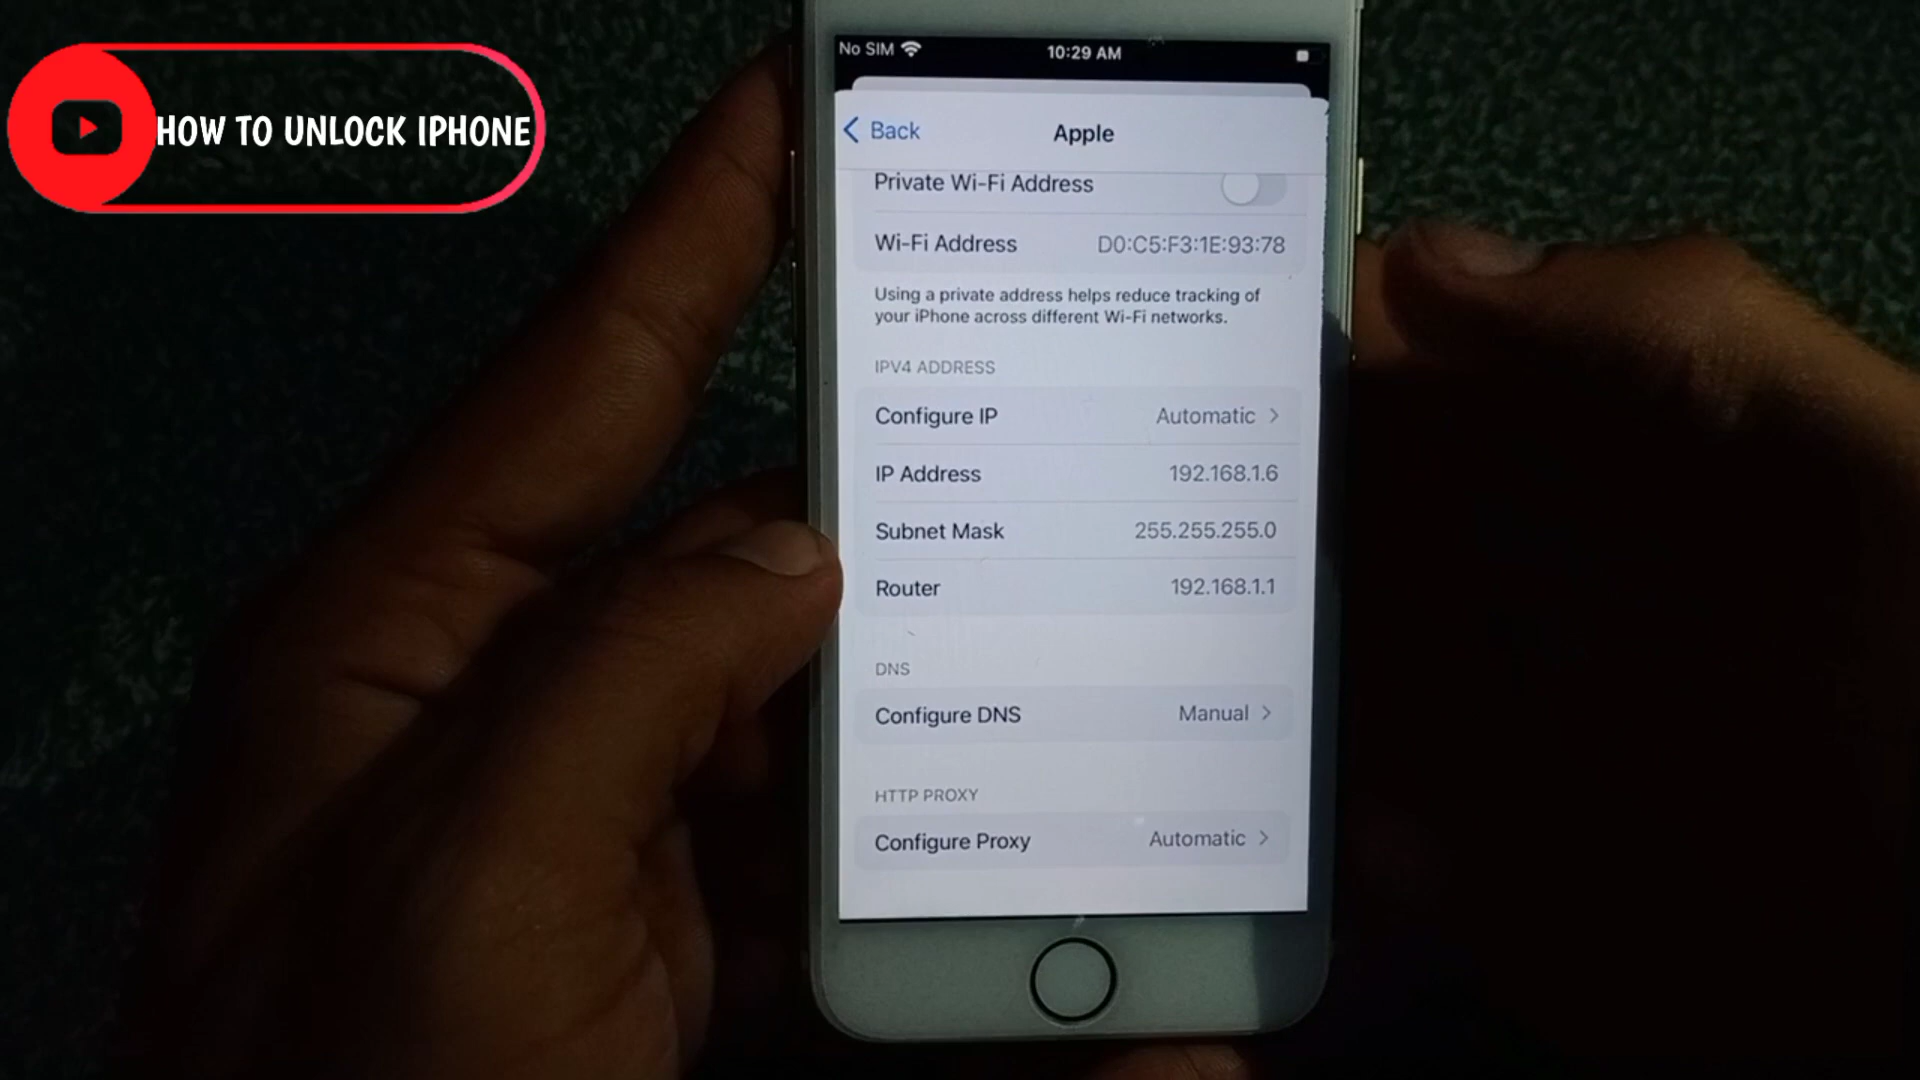 HOW TO UNLOCK IPHONE
No SIM 10:29 AM
Back Apple
Private Wi-Fi Address
Wi-Fi Address D0:C5:F3:1E:93:78
Using a private address helps reduce tracking of
your iPhone across different Wi-Fi networks.
IPV4 ADDRESS
Configure IP Automatic
IP Address 192.168.1.6
Subnet Mask 255.255.255.0
Router 192.168.1.1
DNS
Configure DNS Manual
HTTP PROXY
Configure Proxy Automatic